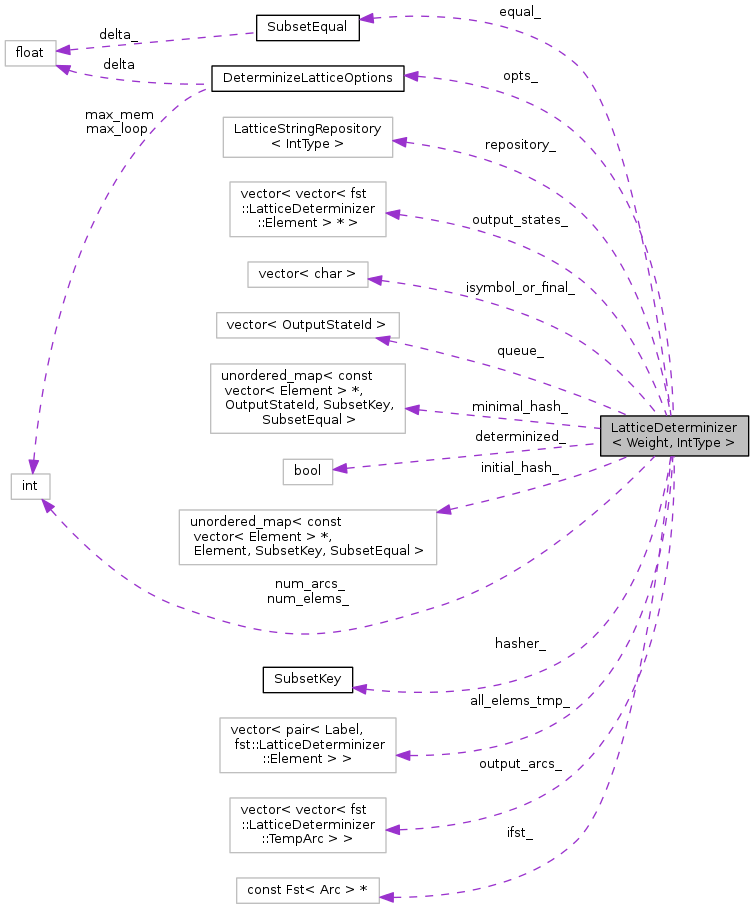 equal_
SubsetEqual
delta_
float
delta
DeterminizeLatticeOptions
opts_
max_mem
max_loop
LatticeStringRepository
< IntType >
repository_
vector< vector< fst
::LatticeDeterminizer
::Element > * >
output_states_
vector< char >
isymbol_or_final_
vector< OutputStateId >
queue_
unordered_map< const
vector< Element > *,
OutputStateId, SubsetKey,
SubsetEqual >
minimal_hash_
LatticeDeterminizer
< Weight, IntType >
determinized_
bool
initial_hash_
int
unordered_map< const
vector< Element > *,
Element, SubsetKey, SubsetEqual >
num_arcs_
num_elems_
hasher_
SubsetKey
all_elems_tmp_
vector< pair< Label,
fst::LatticeDeterminizer
::Element > >
output_arcs_
vector< vector< fst
::LatticeDeterminizer
::TempArc > >
ifst_
const Fst< Arc > *